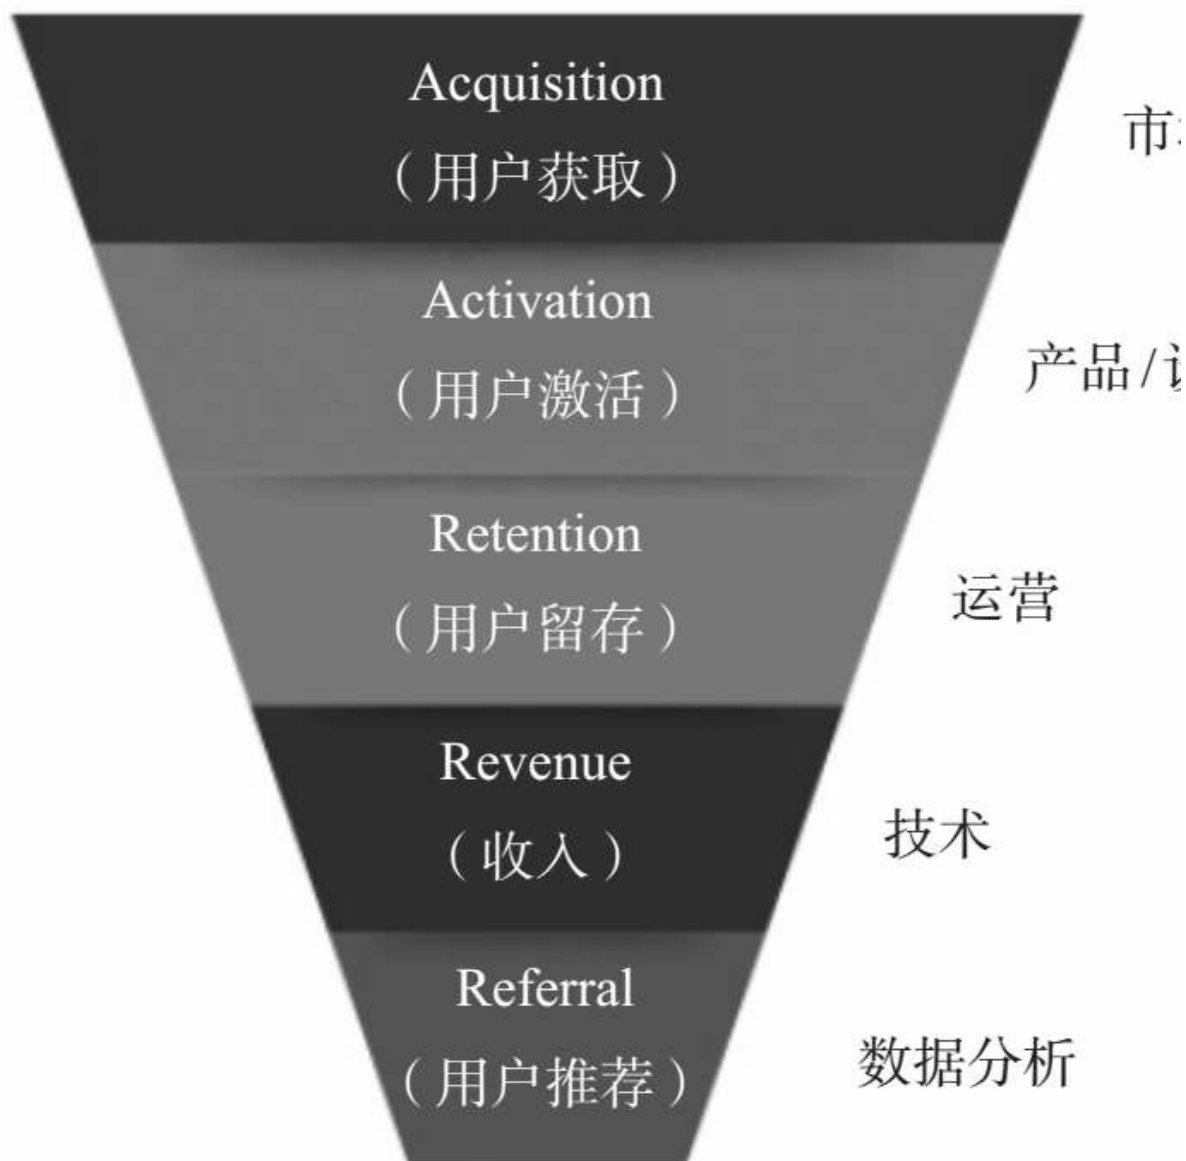 Acquisition
（用户获取）
市
Activation
（用户激活）
产品/
Retention
（用户留存）
运营
Revenue
（收入）
技术
Referral
（用户推荐）
数据分析